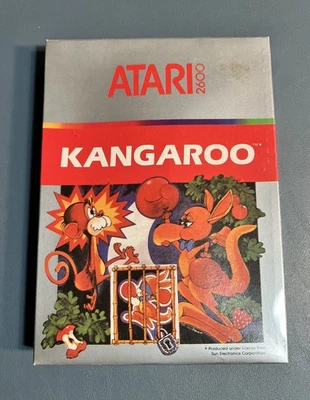 ATARI 2600
KANGAROO™*
* Produced under license from
Sun Electronics Corporation